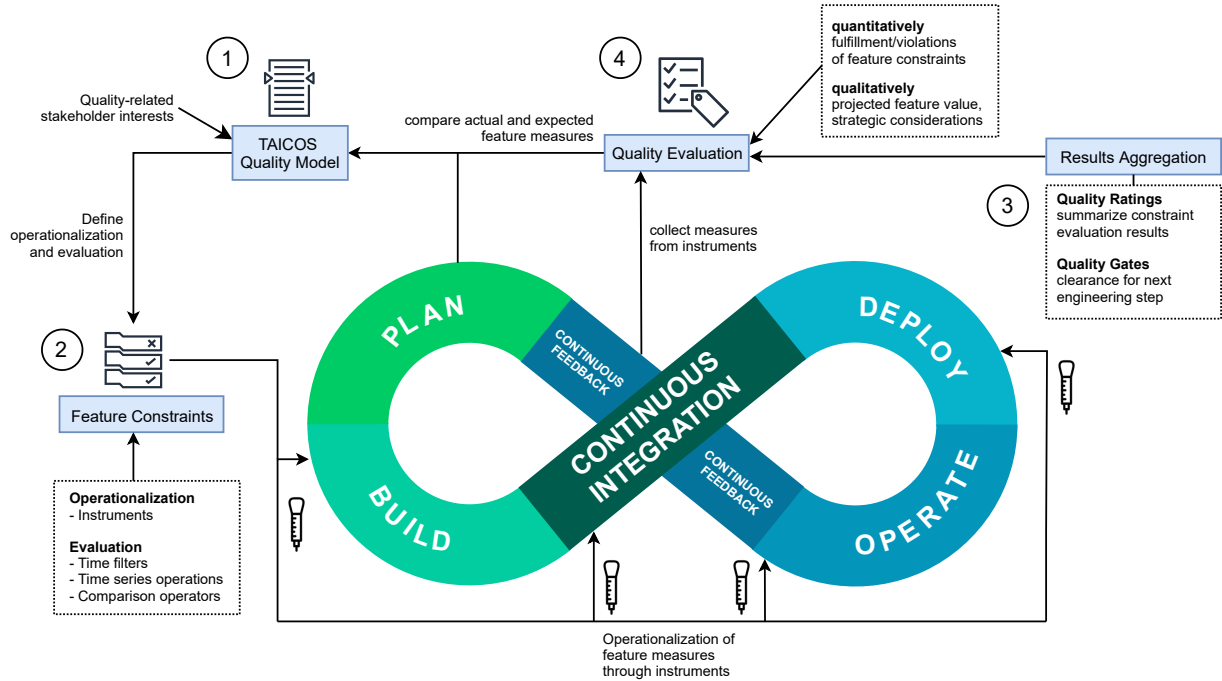 1
Quality-related
stakeholder interests
TAICOS
Quality Model
compare actual and expected
feature measures
4
Quality Evaluation
quantitatively
fulfillment/violations
of feature constraints
qualitatively
projected feature value,
strategic considerations
Results Aggregation
3
Quality Ratings
summarize constraint
evaluation results
Quality Gates
clearance for next
engineering step
Define
operationalization
and evaluation
collect measures
from instruments
2
Feature Constraints
Operationalization
- Instruments
Evaluation
- Time filters
- Time series operations
- Comparison operators
PLAN
BUILD
CONTINUOUS
FEEDBACK
CONTINUOUS
INTEGRATION
CONTINUOUS
FEEDBACK
DEPLOY
OPERATE
Operationalization of
feature measures
through instruments